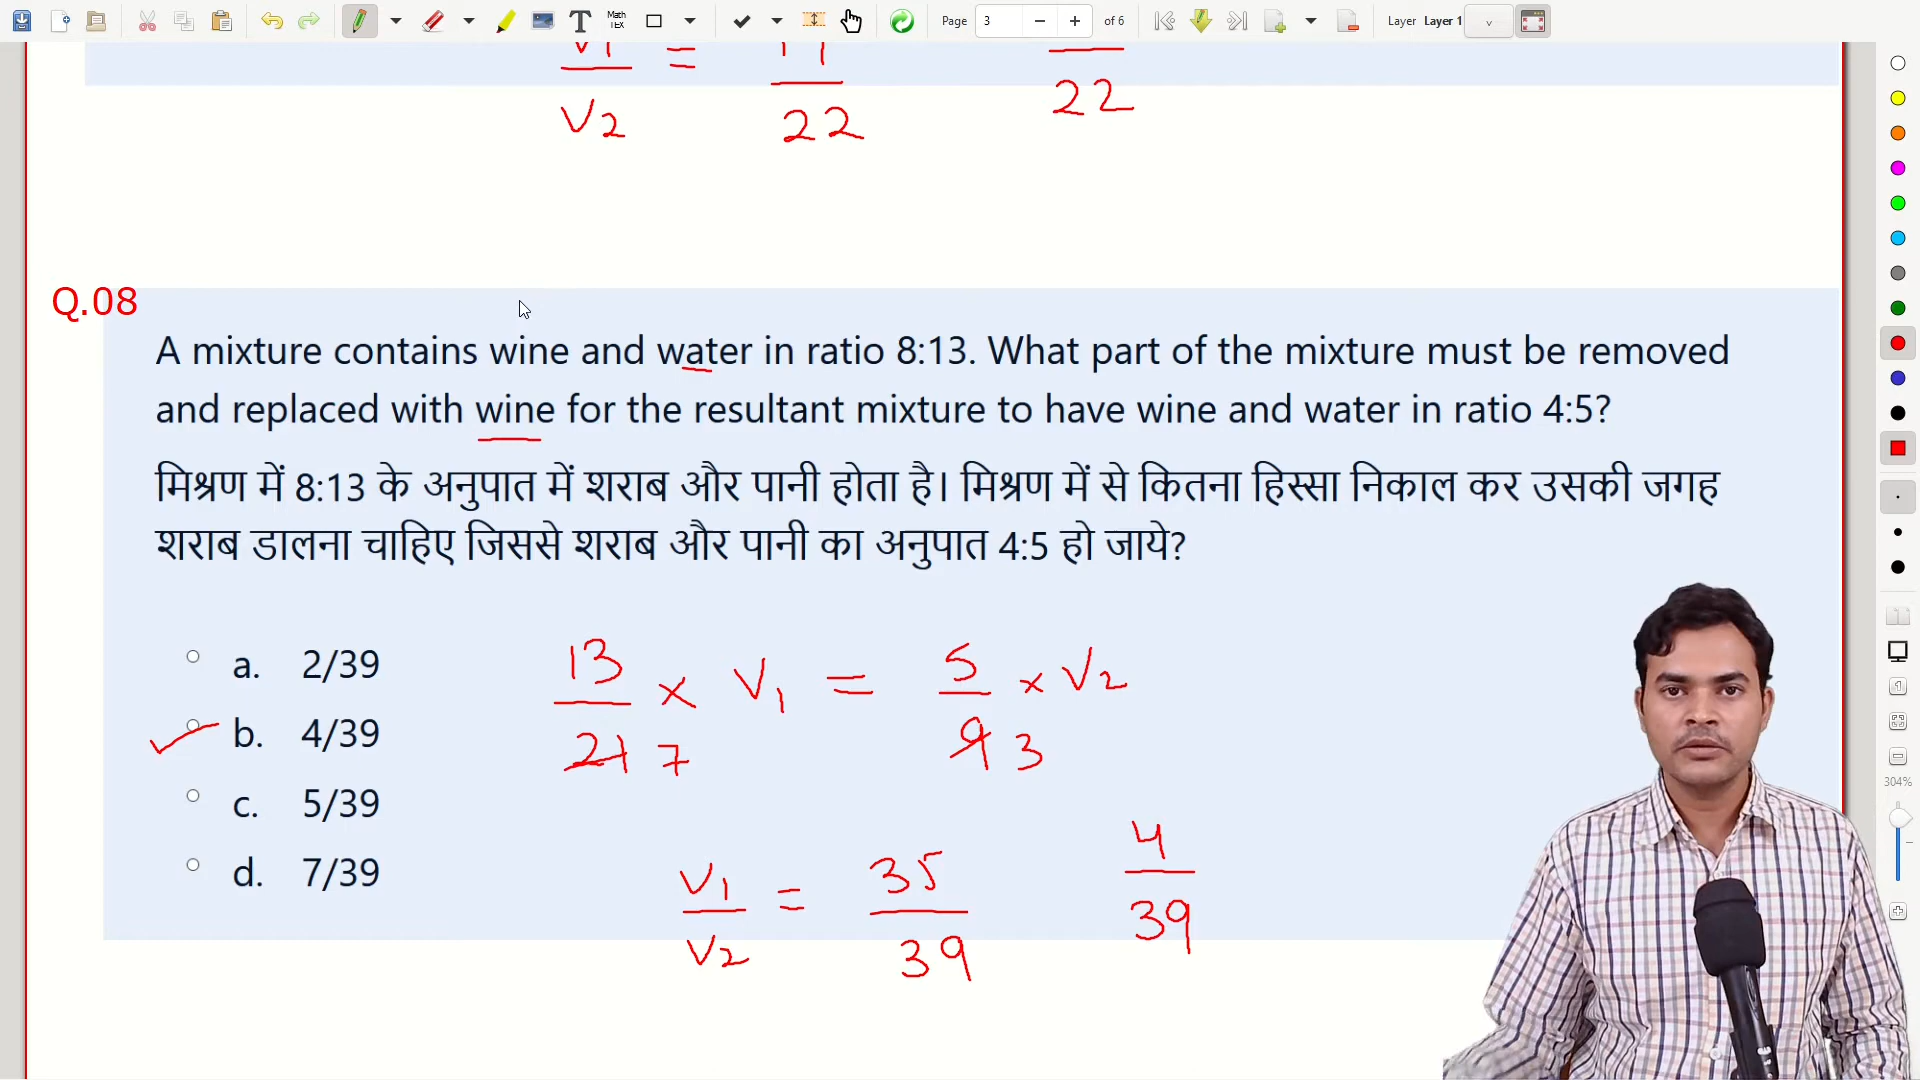 Page 3 of 6 Layer Layer 1
Math TEX
V1 =
V2 22 22
Q.08
A mixture contains wine and water in ratio 8:13. What part of the mixture must be removed
and replaced with wine for the resultant mixture to have wine and water in ratio 4:5?
मिश्रण में 8:13 के अनुपात में शराब और पानी होता है। मिश्रण में से कितना हिस्सा निकाल कर उसकी जगह
शराब डालना चाहिए जिससे शराब और पानी का अनुपात 4:5 हो जाये?
a. 2/39
b. 4/39
c. 5/39
d. 7/39
13 × V1 = 5 × V2
21 7 9 3
V1 = 35 4
V2 39 39
304%